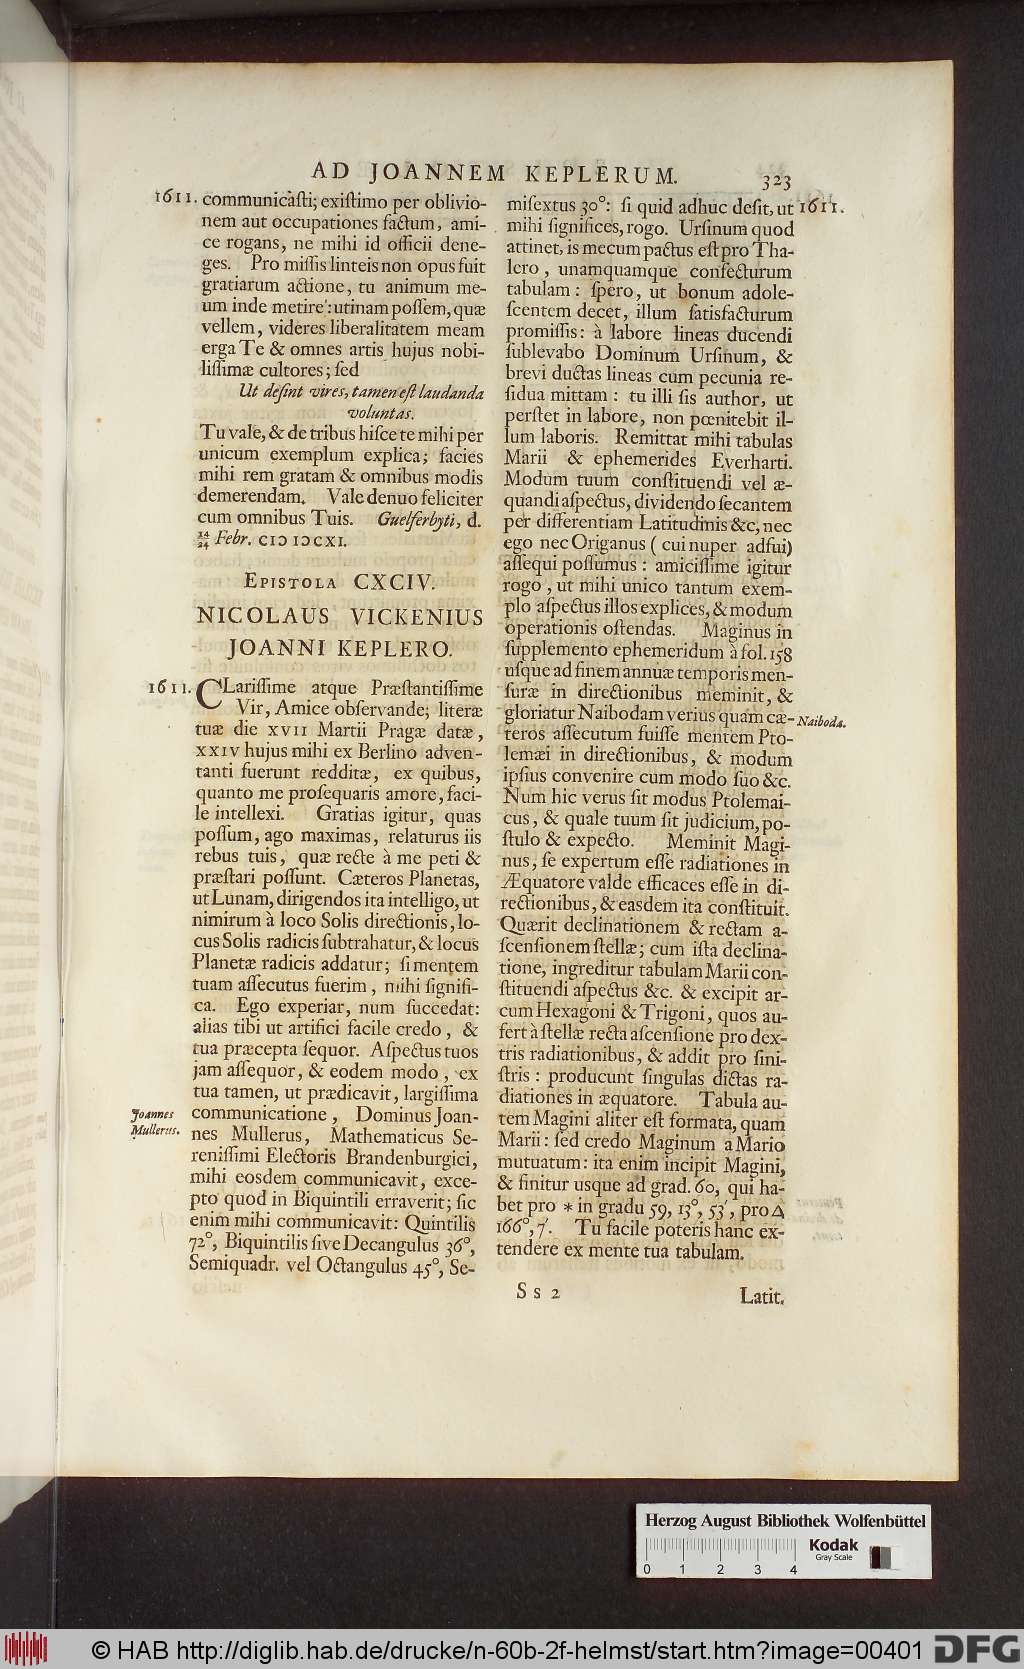 AD JOANNEM KEPLERUM. 323
1611. communicâſti; exiſtimo per oblivio-
nem aut occupationes factum, ami-
ce rogans, ne mihi id officii dene-
ges. Pro miſſis linteis non opus fuit
gratiarum actione, tu animum me-
um inde metire: utinam poſſem, quæ
vellem, videres liberalitatem meam
erga Te & omnes artis hujus nobi-
liſſimæ cultores; ſed
Ut deſint vires, tamen eſt laudanda
voluntas.
Tu vale, & de tribus hiſce te mihi per
unicum exemplum explica; facies
mihi rem gratam & omnibus modis
demerendam. Vale denuo feliciter
cum omnibus Tuis. Guelferbyti, d.
14/24 Febr. CIↃ IↃCXI.
EPISTOLA CXCIV.
NICOLAUS VICKENIUS
JOANNI KEPLERO.
1611. CLariſſime atque Præſtantiſſime
Vir, Amice obſervande; literæ
tuæ die XVII Martii Pragæ datæ,
XXIV hujus mihi ex Berlino adven-
tanti fuerunt redditæ, ex quibus,
quanto me proſequaris amore, faci-
le intellexi. Gratias igitur, quas
poſſum, ago maximas, relaturus iis
rebus tuis, quæ recte à me peti &
præſtari poſſunt. Cæteros Planetas,
ut Lunam, dirigendos ita intelligo, ut
nimirum à loco Solis directionis, lo-
cus Solis radicis ſubtrahatur, & locus
Planetæ radicis addatur; ſi mentem
tuam aſſecutus fuerim, mihi ſignifi-
ca. Ego experiar, num ſuccedat:
alias tibi ut artifici facile credo, &
tua præcepta ſequor. Aſpectus tuos
jam aſſequor, & eodem modo, ex
tua tamen, ut prædicavit, largiſſima
Joannes
Mullerus.
communicatione, Dominus Joan-
nes Mullerus, Mathematicus Se-
reniſſimi Electoris Brandenburgici,
mihi eosdem communicavit, exce-
pto quod in Biquintili erraverit; ſic
enim mihi communicavit: Quintilis
72°, Biquintilis ſive Decangulus 36°,
Semiquadr. vel Octangulus 45°, Se-
miſextus 30°: ſi quid adhuc deſit, ut 1611.
mihi ſignifices, rogo. Urſinum quod
attinet, is mecum pactus eſt pro Tha-
lero, unamquamque confecturum
tabulam: ſpero, ut bonum adole-
ſcentem decet, illum ſatisfacturum
promiſſis: à labore lineas ducendi
ſublevabo Dominum Urſinum, &
brevi ductas lineas cum pecunia re-
ſidua mittam: tu illi ſis author, ut
perſtet in labore, non pœnitebit il-
lum laboris. Remittat mihi tabulas
Marii & ephemerides Everharti.
Modum tuum conſtituendi vel æ-
quandi aſpectus, dividendo ſecantem
per differentiam Latitudinis &c, nec
ego nec Origanus (cui nuper adfui)
aſſequi poſſumus: amiciſſime igitur
rogo, ut mihi unico tantum exem-
plo aſpectus illos explices, & modum
operationis oſtendas. Maginus in
ſupplemento ephemeridum à fol. 158
uſque ad finem annuæ temporis men-
ſuræ in directionibus meminit, &
gloriatur Naibodam verius quam cæ-
Naiboda.
teros aſſecutum fuiſſe mentem Pto-
lemæi in directionibus, & modum
ipſius convenire cum modo ſuo &c.
Num hic verus ſit modus Ptolemai-
cus, & quale tuum ſit judicium, po-
ſtulo & expecto. Meminit Magi-
nus, ſe expertum eſſe radiationes in
Æquatore valde efficaces eſſe in di-
rectionibus, & easdem ita conſtituit.
Quærit declinationem & rectam a-
ſcenſionem ſtellæ; cum iſta declina-
tione, ingreditur tabulam Marii con-
ſtituendi aſpectus &c. & excipit ar-
cum Hexagoni & Trigoni, quos au-
fert à ſtellæ recta aſcenſione pro dex-
tris radiationibus, & addit pro ſini-
ſtris: producunt ſingulas dictas ra-
diationes in æquatore. Tabula au-
tem Magini aliter eſt formata, quam
Marii: ſed credo Maginum a Mario
mutuatum: ita enim incipit Magini,
& finitur usque ad grad. 60, qui ha-
bet pro ⚹ in gradu 59, 13°, 53′, pro △
166°, 7′. Tu facile poteris hanc ex-
tendere ex mente tua tabulam.
Ss 2 Latit.
Herzog August Bibliothek Wolfenbüttel
Kodak
Gray Scale
0 1 2 3 4
© HAB http://diglib.hab.de/drucke/n-60b-2f-helmst/start.htm?image=00401 DFG